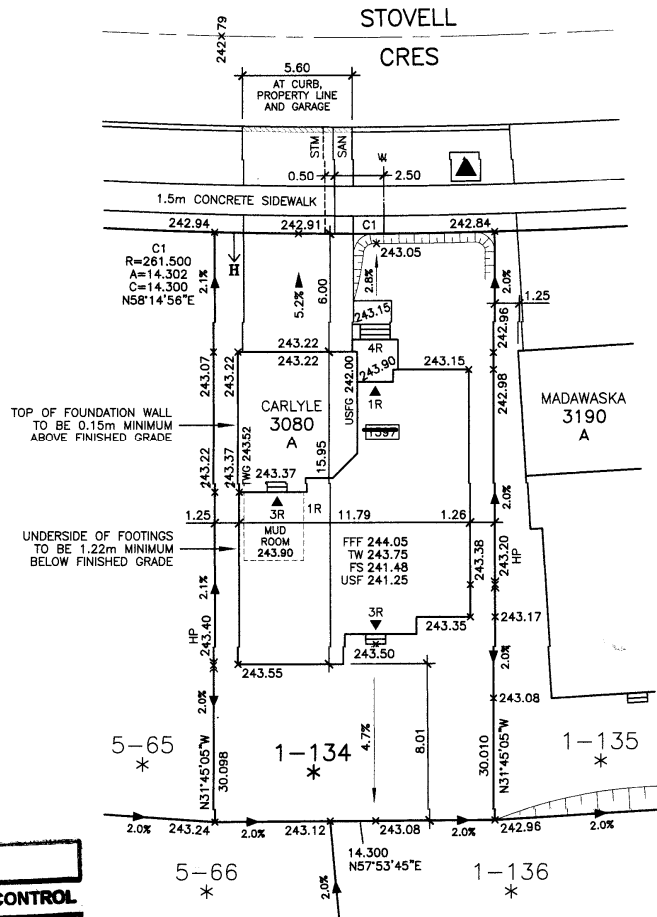 STOVELL
CRES
242×79
5.60
AT CURB,
PROPERTY LINE
AND GARAGE
STM
SAN
W
0.50
2.50
1.5m CONCRETE SIDEWALK
242.94
242.91
C1
242.84
C1
R=261.500
A=14.302
C=14.300
N58°14'56"E
H
2.1%
5.2%
6.00
2.8%
243.05
2.0%
1.25
243.15
242.96
4R
243.90
243.22
243.22
243.07
243.22
243.15
242.98
USFG 242.00
1R
CARLYLE
3080
A
1597
MADAWASKA
3190
A
TOP OF FOUNDATION WALL
TO BE 0.15m MINIMUM
ABOVE FINISHED GRADE
TWG 243.52
15.95
243.22
243.37
243.37
2.0%
3R
1R
1.25
11.79
1.26
MUD
ROOM
243.90
UNDERSIDE OF FOOTINGS
TO BE 1.22m MINIMUM
BELOW FINISHED GRADE
FFF 244.05
TW 243.75
FS 241.48
USF 241.25
243.38
243.20
HP
2.1%
3R
243.35
243.17
HP
243.40
243.50
243.55
2.0%
2.0%
243.08
4.7%
8.01
5-65
*
1-134
*
1-135
*
N31°45'05"W
30.098
30.010
N31°45'05"W
2.0%
243.24
2.0%
243.12
243.08
2.0%
242.96
2.0%
14.300
N57°53'45"E
5-66
*
2.0%
1-136
*
CONTROL